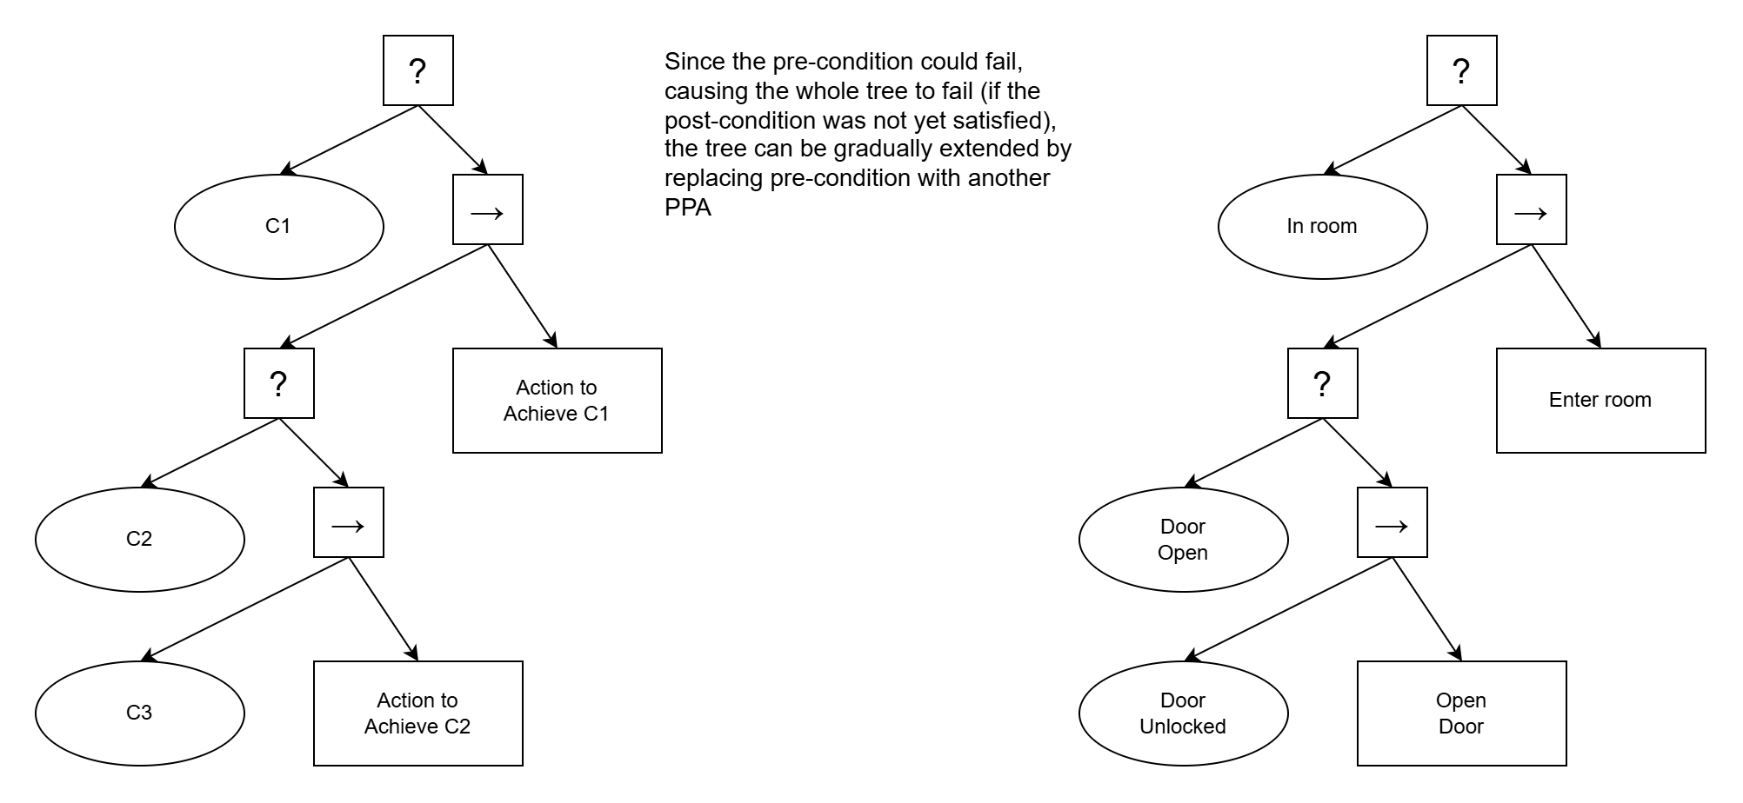 ?
C1
→
?
Action to
Achieve C1
C2
→
C3
Action to
Achieve C2
Since the pre-condition could fail,
causing the whole tree to fail (if the
post-condition was not yet satisfied),
the tree can be gradually extended by
replacing pre-condition with another
PPA
?
In room
→
?
Enter room
Door
Open
→
Door
Unlocked
Open
Door